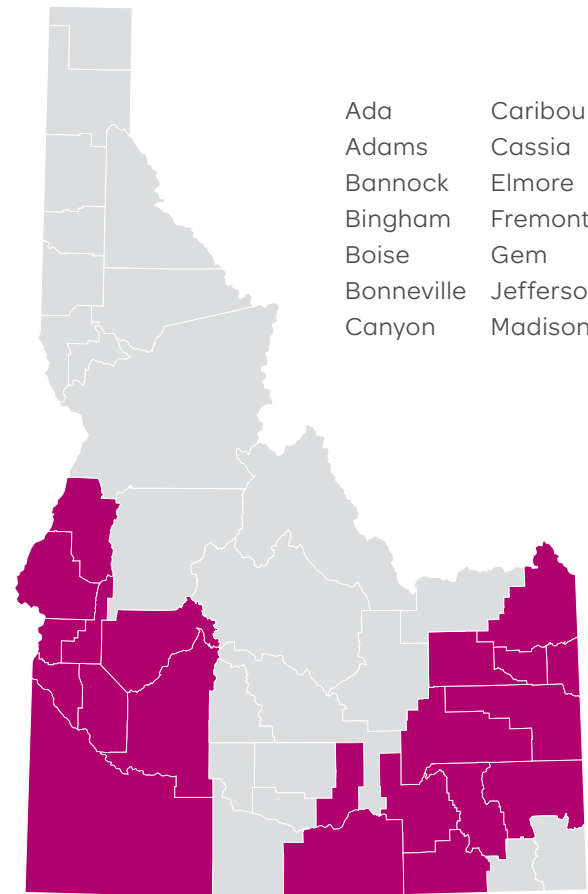 Ada Caribou
Adams Cassia
Bannock Elmore
Bingham Fremont
Boise Gem
Bonneville Jefferso
Canyon Madison